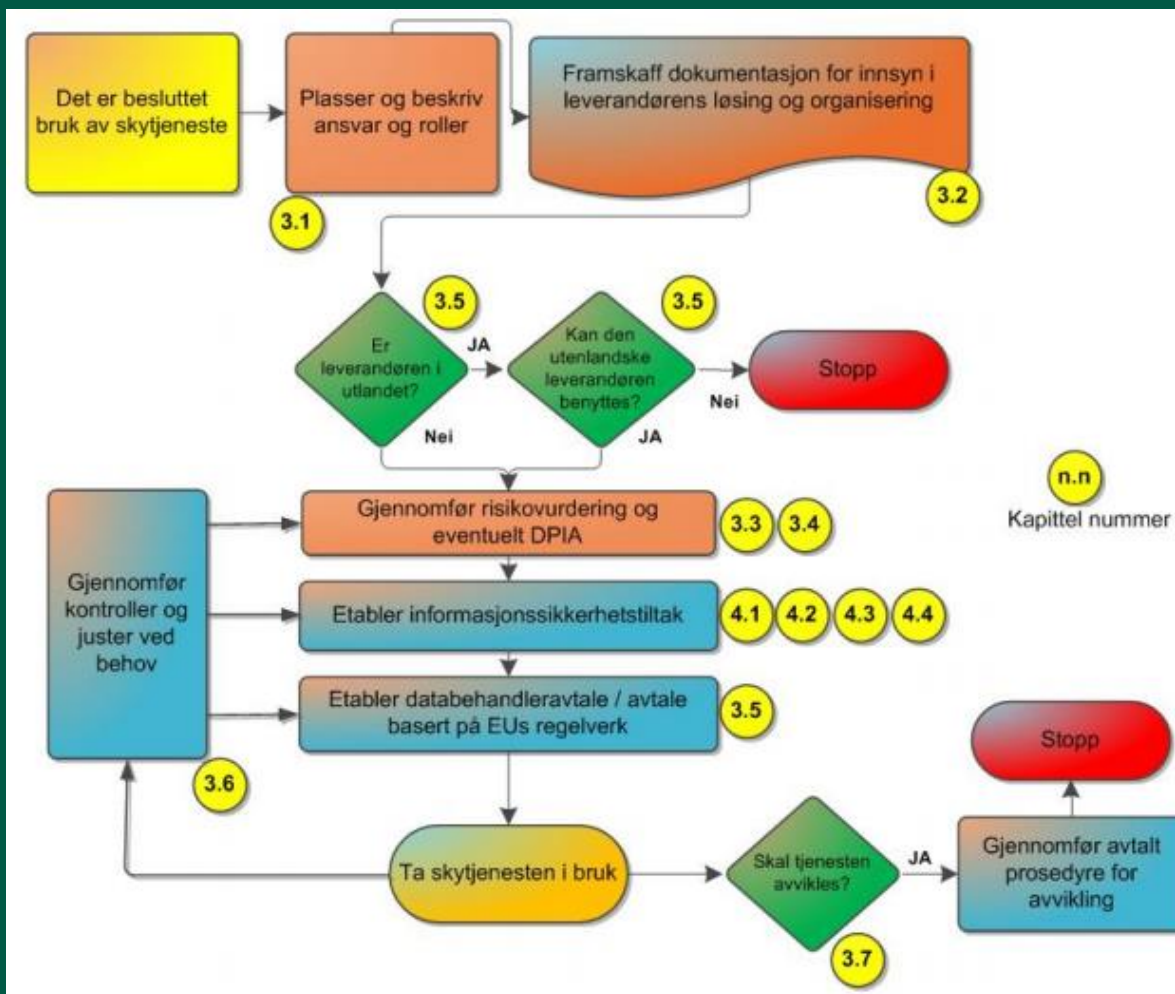 Det er besluttet
bruk av skytjeneste
Plasser og beskriv
ansvar og roller
3.1
Framskaff dokumentasjon for innsyn i
leverandørens løsing og organisering
3.2
Er
leverandøren i
utlandet?
3.5
JA
Nei
Kan den
utenlandske
leverandøren
benyttes?
3.5
Nei
JA
Stopp
n.n
Kapittel nummer
Gjennomfør risikovurdering og
eventuelt DPIA
3.3 3.4
Gjennomfør
kontroller og
juster ved
behov
3.6
Etabler informasjonssikkerhetstiltak
4.1 4.2 4.3 4.4
Etabler databehandleravtale / avtale
basert på EUs regelverk
3.5
Ta skytjenesten i bruk
Skal tjenesten
avvikles?
3.7
JA
Gjennomfør avtalt
prosedyre for
avvikling
Stopp